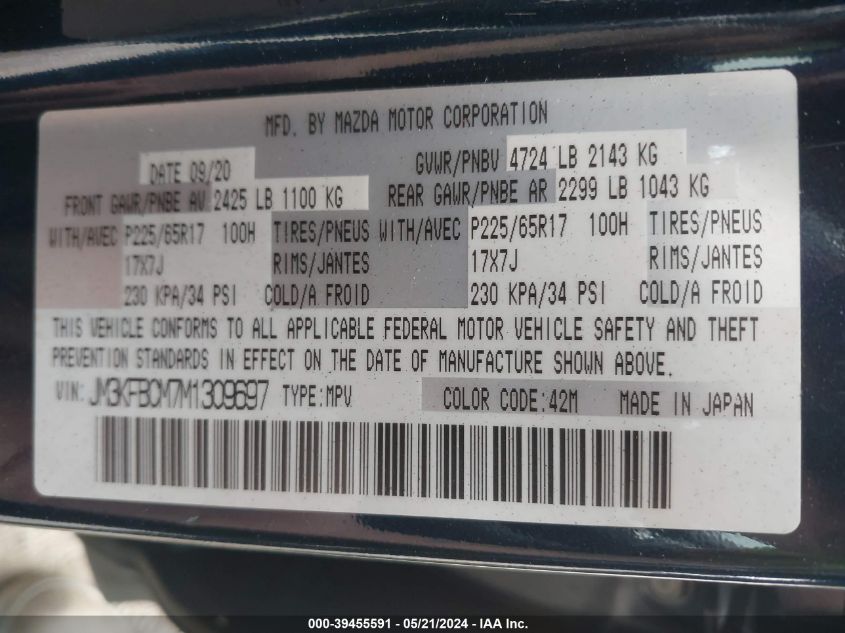 MFD. BY MAZDA MOTOR CORPORATION
DATE 09/20 GVWR/PNBV 4724 LB 2143 KG
FRONT GAWR/PNBE AV 2425 LB 1100 KG REAR GAWR/PNBE AR 2299 LB 1043 KG
WITH/AVEC P225/65R17 100H TIRES/PNEUS WITH/AVEC P225/65R17 100H TIRES/PNEUS
17X7J RIMS/JANTES 17X7J RIMS/JANTES
230 KPA/34 PSI COLD/A FROID 230 KPA/34 PSI COLD/A FROID
THIS VEHICLE CONFORMS TO ALL APPLICABLE FEDERAL MOTOR VEHICLE SAFETY AND THEFT
PREVENTION STANDARDS IN EFFECT ON THE DATE OF MANUFACTURE SHOWN ABOVE.
VIN: JM3KFBCM7M1309697 TYPE:MPV COLOR CODE:42M MADE IN JAPAN
000-39455591 - 05/21/2024 - IAA Inc.